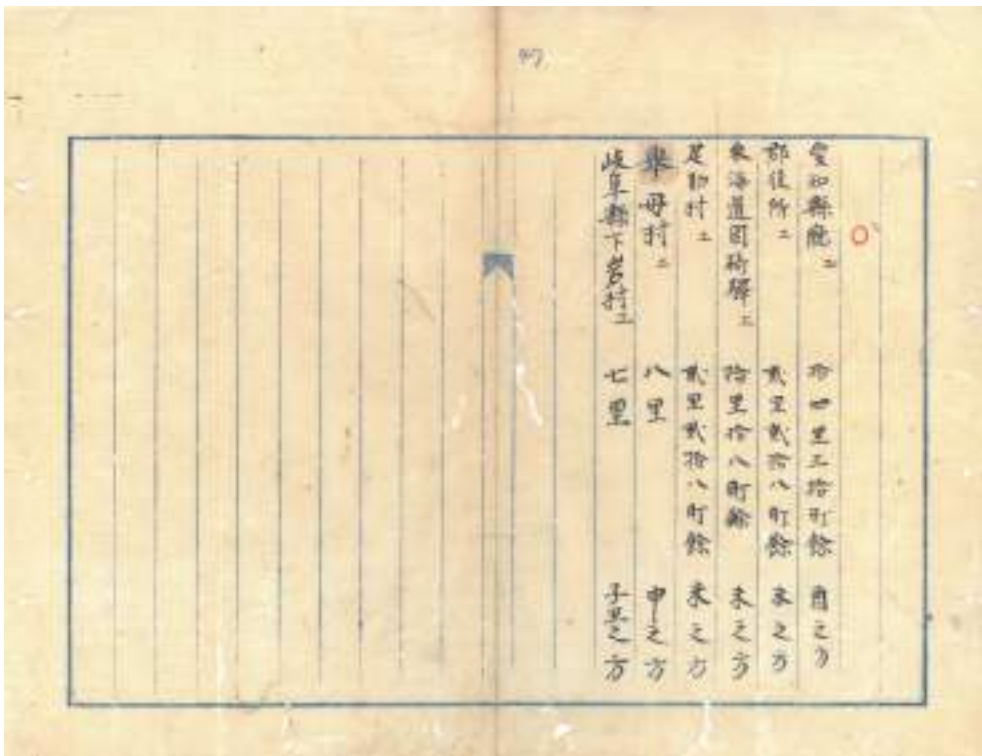 47
愛知縣廳エ 拾四里三拾町餘 酉之方
郡役所エ 貳里貳拾八町餘 未之方
東海道岡崎驛エ 拾里拾八町餘 未之方
足助村エ 貳里貳拾八町餘 未之方
擧母村エ 八里 申之方
岐阜縣下岩村エ 七里 子丑之方